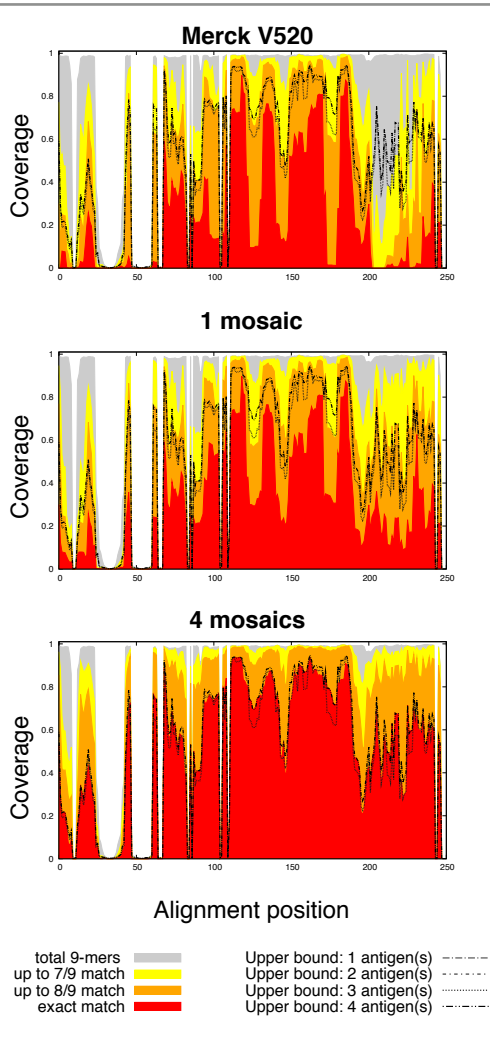 Merck V520
Coverage
1
0.8
0.6
0.4
0.2
0
0 50 100 150 200 250
1 mosaic
Coverage
1
0.8
0.6
0.4
0.2
0
0 50 100 150 200 250
4 mosaics
Coverage
1
0.8
0.6
0.4
0.2
0
0 50 100 150 200 250
Alignment position
total 9-mers
up to 7/9 match
up to 8/9 match
exact match
Upper bound: 1 antigen(s)
Upper bound: 2 antigen(s)
Upper bound: 3 antigen(s)
Upper bound: 4 antigen(s)